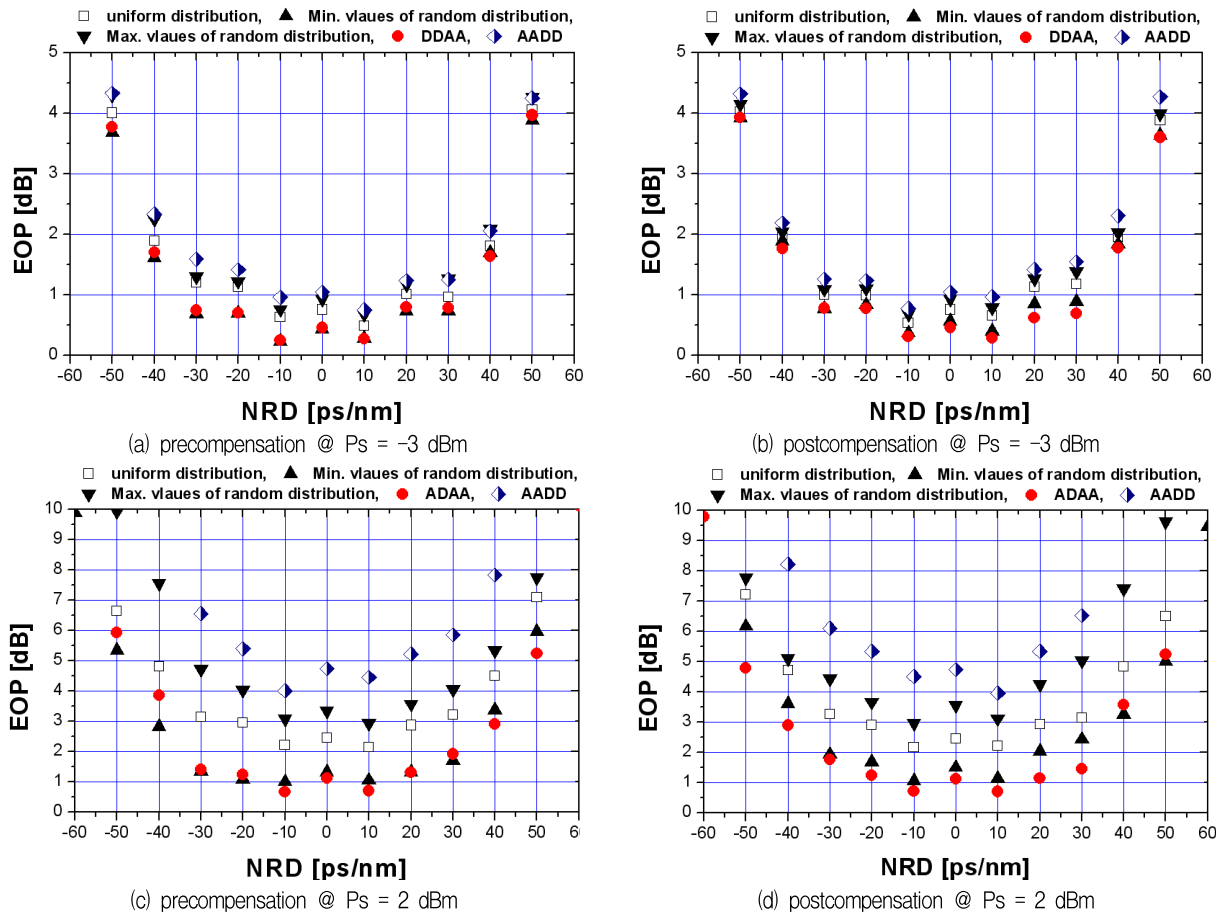 uniform distribution, Min. vlaues of random distribution,
Max. vlaues of random distribution, DDAA, AADD
5
4
3
2
1
0
EOP [dB]
-60 -50 -40 -30 -20 -10 0 10 20 30 40 50 60
NRD [ps/nm]
(a) precompensation @ Ps = -3 dBm
uniform distribution, Min. vlaues of random distribution,
Max. vlaues of random distribution, DDAA, AADD
5
4
3
2
1
0
EOP [dB]
-60 -50 -40 -30 -20 -10 0 10 20 30 40 50 60
NRD [ps/nm]
(b) postcompensation @ Ps = -3 dBm
uniform distribution, Min. vlaues of random distribution,
Max. vlaues of random distribution, ADAA, AADD
10
9
8
7
6
5
4
3
2
1
0
EOP [dB]
-60 -50 -40 -30 -20 -10 0 10 20 30 40 50 6
NRD [ps/nm]
(c) precompensation @ Ps = 2 dBm
uniform distribution, Min. vlaues of random distribution,
Max. vlaues of random distribution, ADAA, AADD
10
9
8
7
6
5
4
3
2
1
0
EOP [dB]
-60 -50 -40 -30 -20 -10 0 10 20 30 40 50 60
NRD [ps/nm]
(d) postcompensation @ Ps = 2 dBm